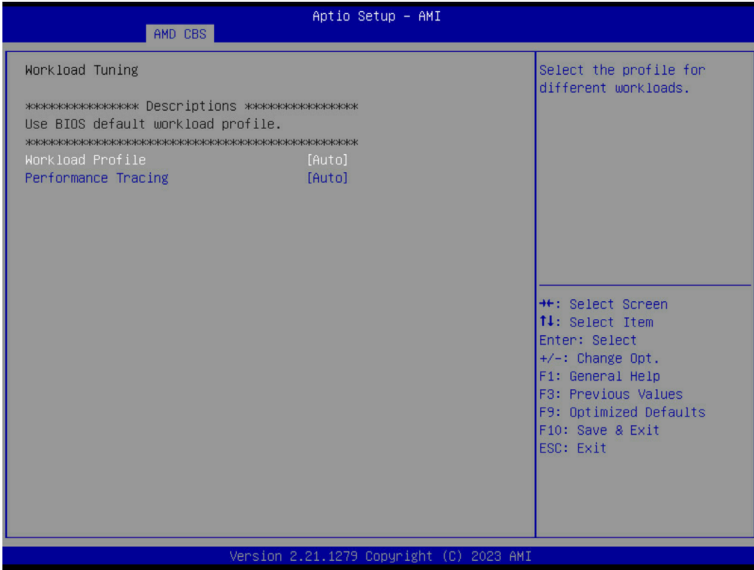 Aptio Setup – AMI
AMD CBS
Workload Tuning
**************** Descriptions ****************
Use BIOS default workload profile.
**********************************************
Workload Profile [Auto]
Performance Tracing [Auto]
Select the profile for
different workloads.
→←: Select Screen
↑↓: Select Item
Enter: Select
+/-: Change Opt.
F1: General Help
F3: Previous Values
F9: Optimized Defaults
F10: Save & Exit
ESC: Exit
Version 2.21.1279 Copyright (C) 2023 AMI